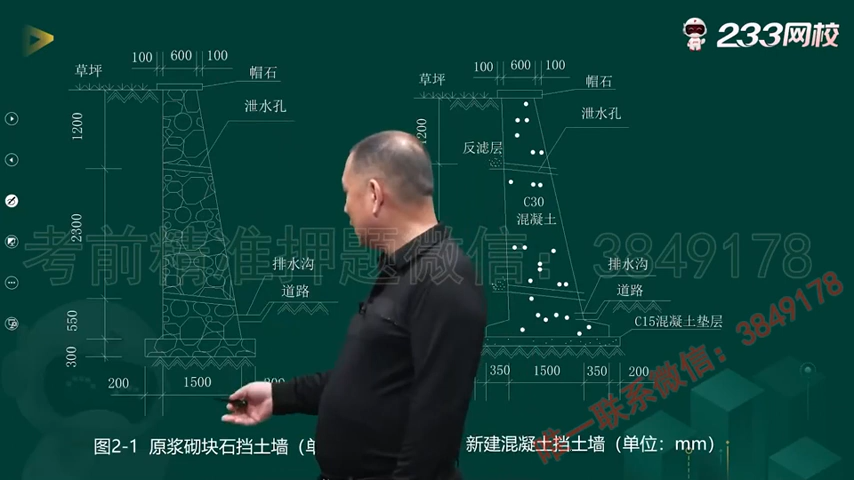 233网校
100 600 100
草坪
帽石
泄水孔
1200
2300
550
300
排水沟
道路
200
1500
图2-1 原浆砌块石挡土墙（单
100 600 100
草坪
帽石
泄水孔
反滤层
C30
混凝土
排水沟
道路
C15混凝土垫层
350 1500 350 200
新建混凝土挡土墙（单位：mm）
考前精准押题微信：3849178
唯一联系微信：3849178